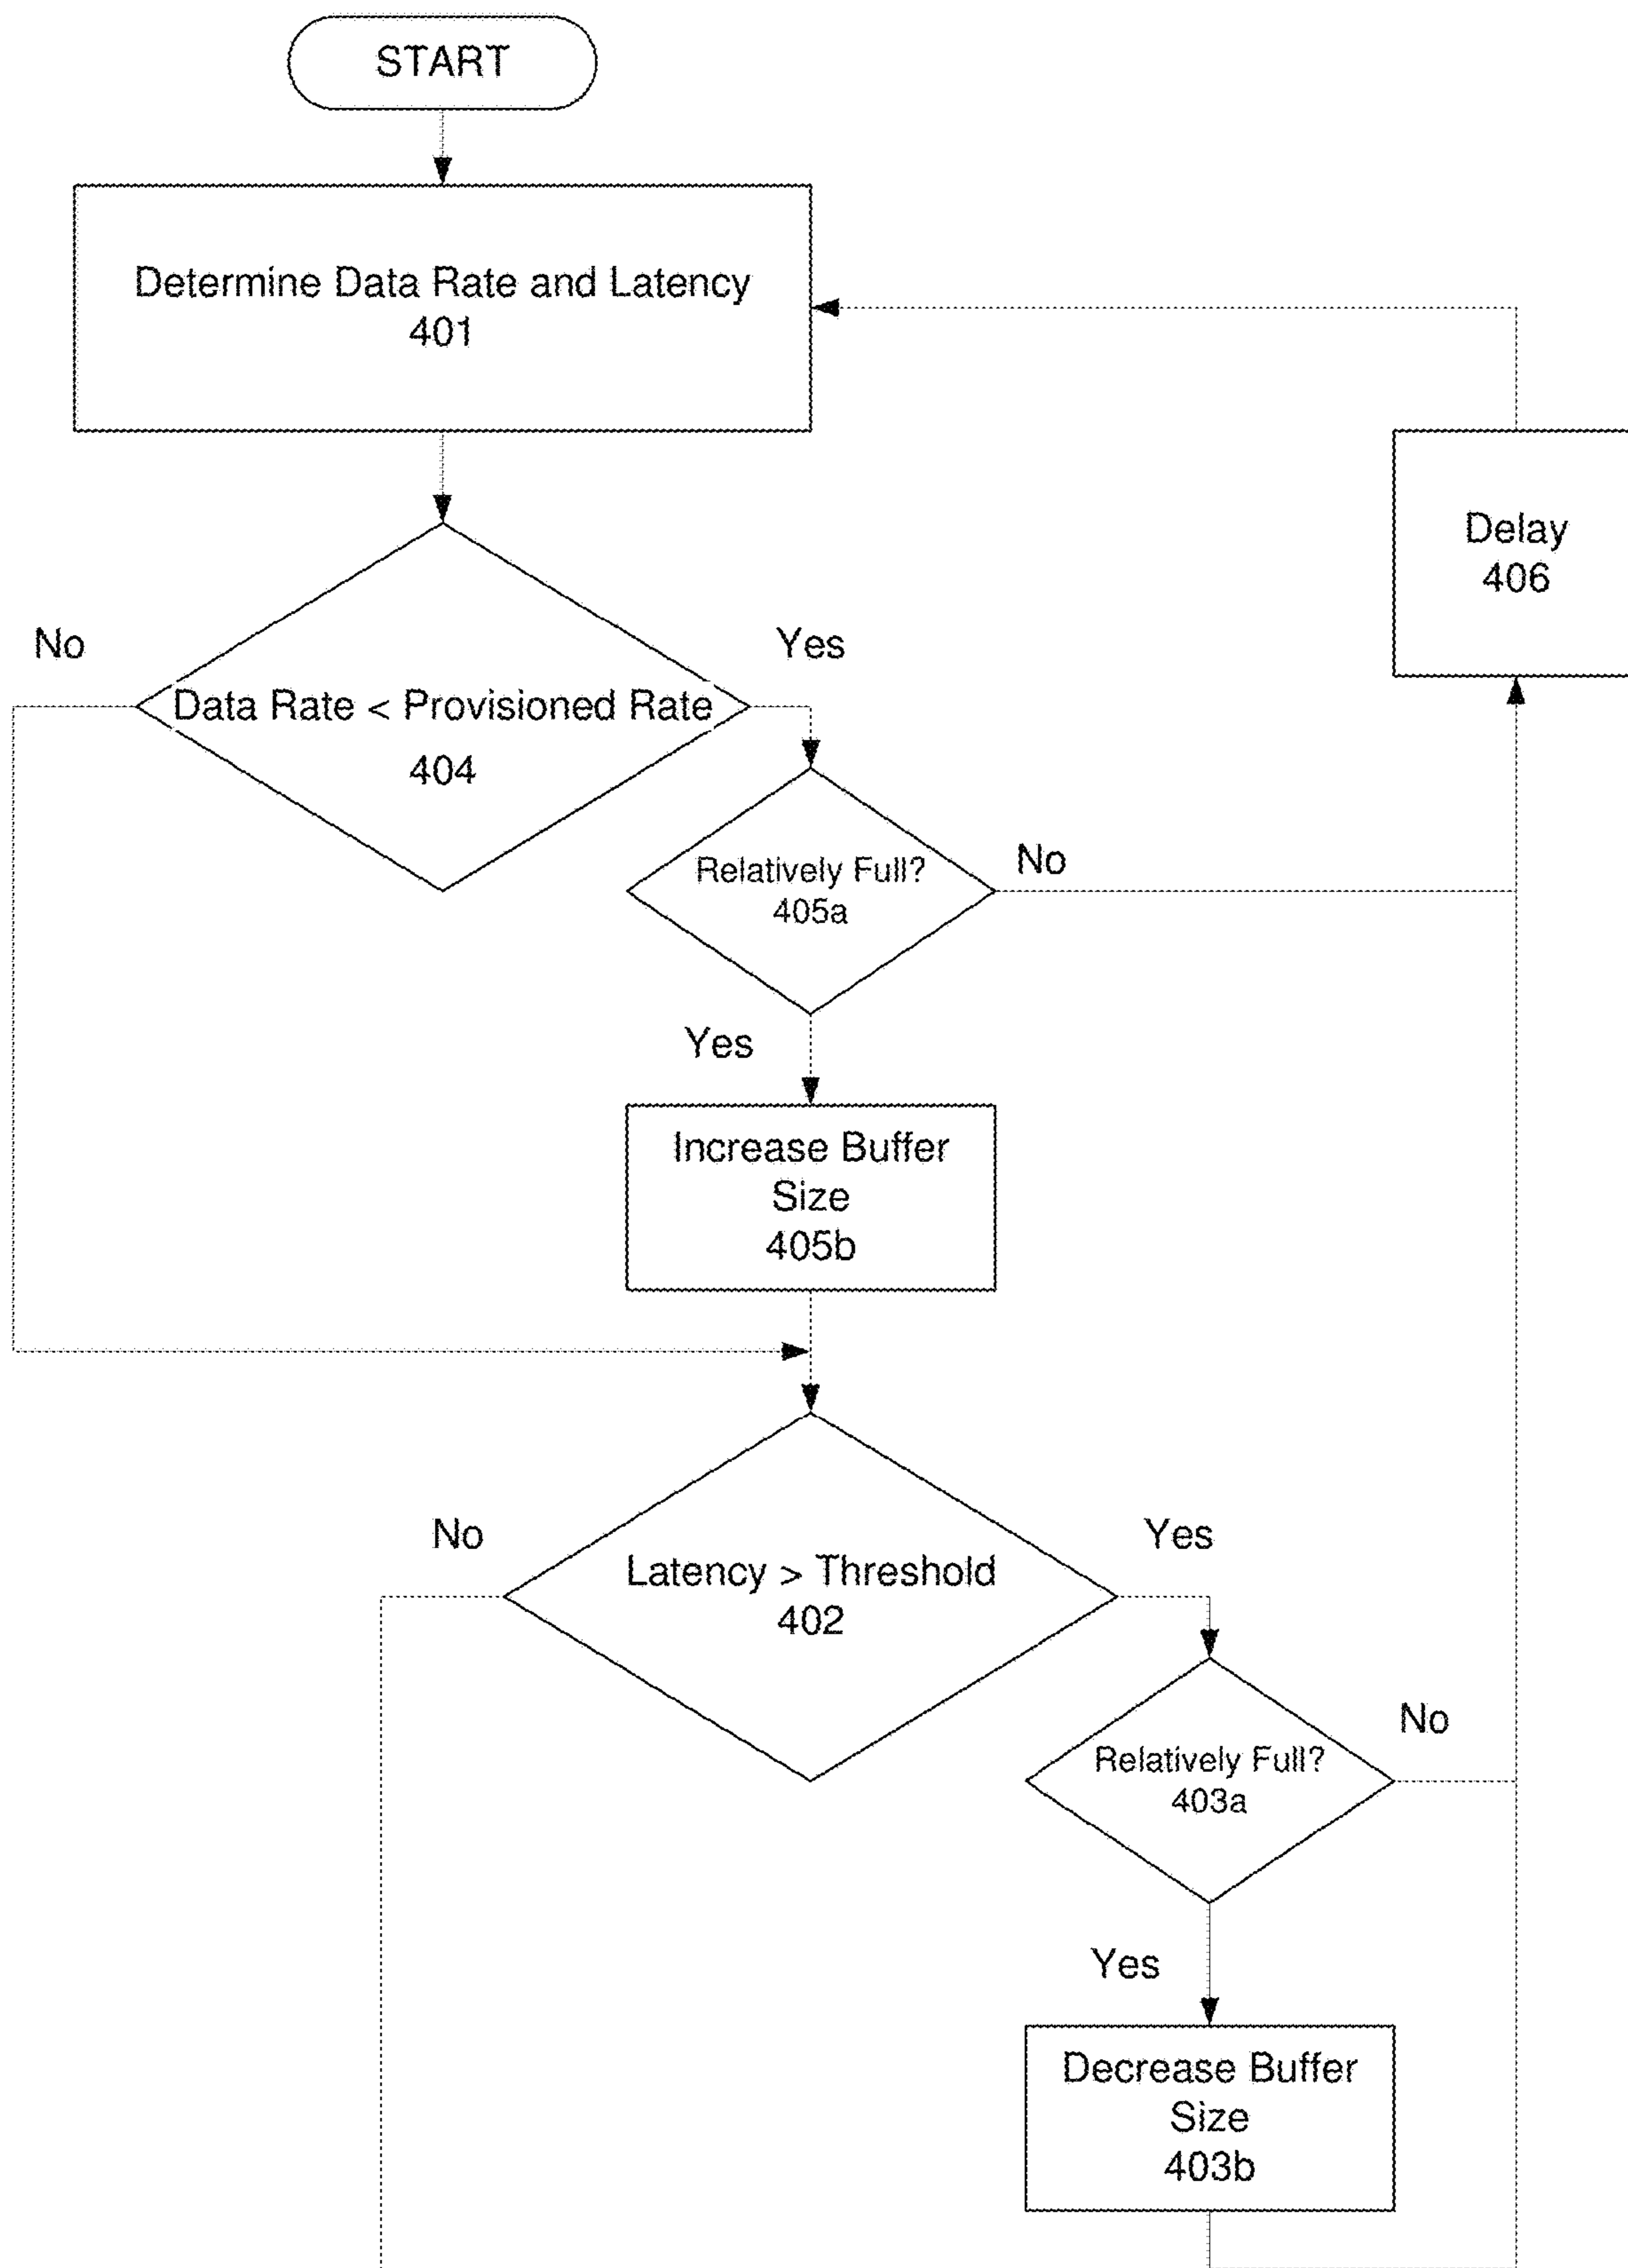 START
Determine Data Rate and Latency
401
Delay
406
No
Yes
Data Rate < Provisioned Rate
404
Relatively Full?
405a
No
Yes
Increase Buffer
Size
405b
No
Yes
Latency > Threshold
402
Relatively Full?
403a
No
Yes
Decrease Buffer
Size
403b